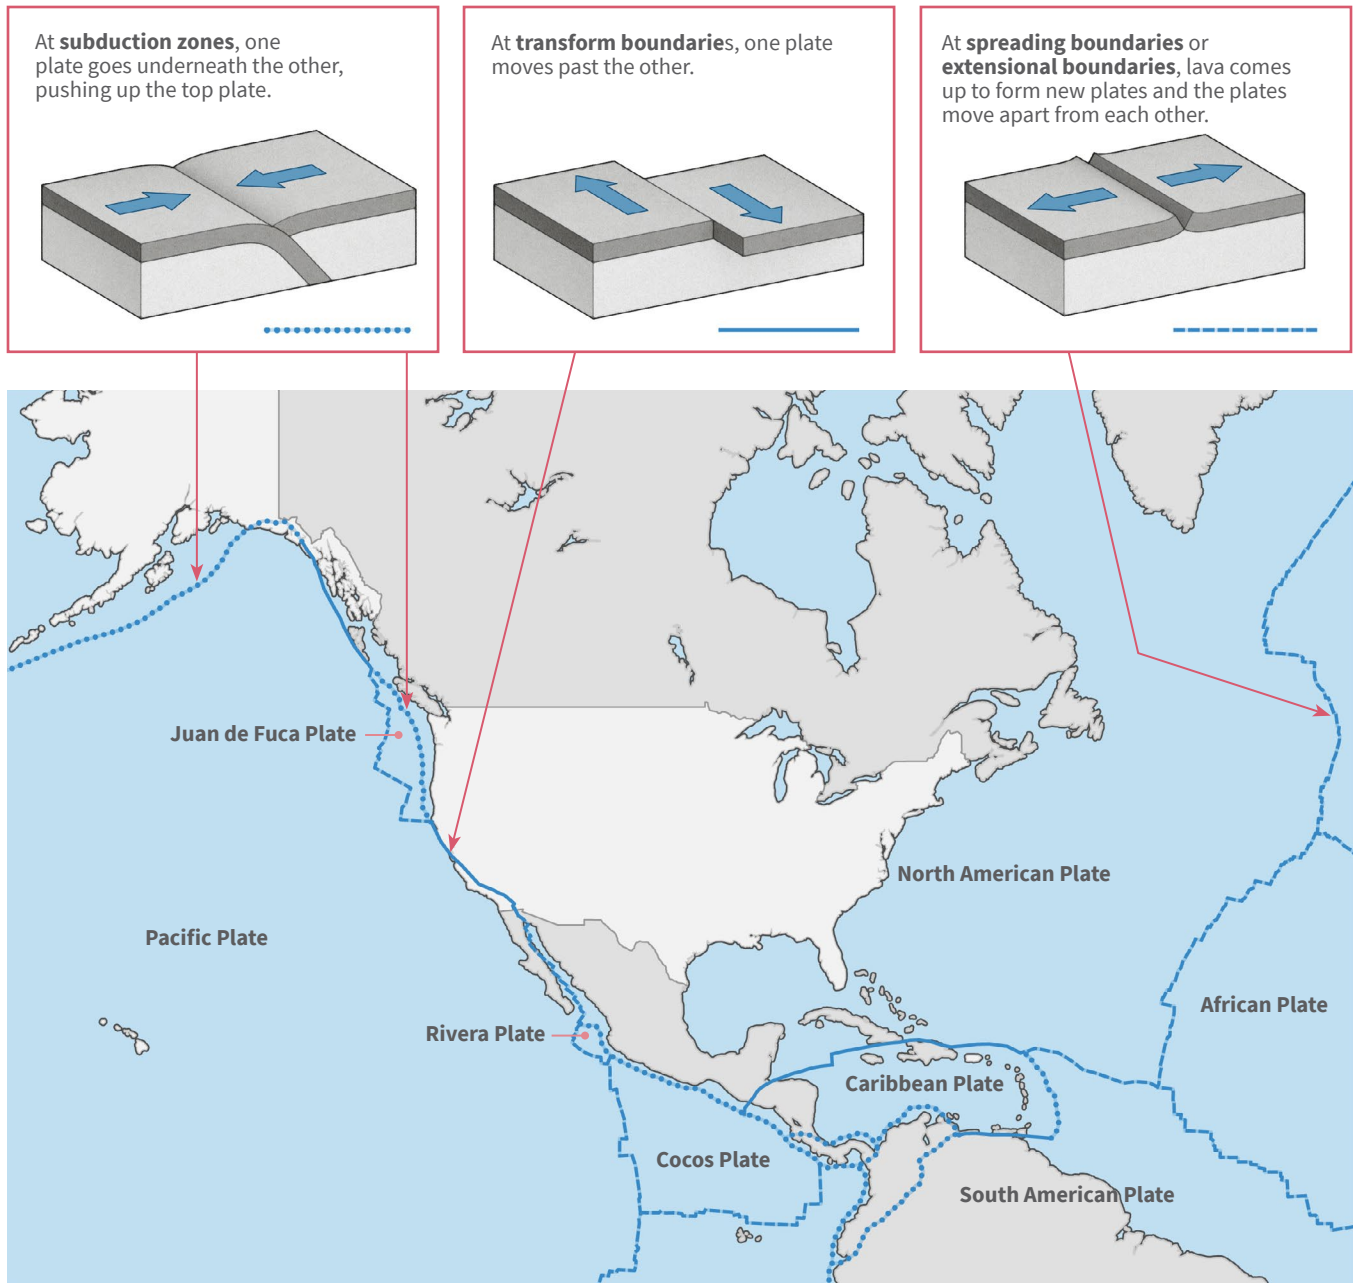 At subduction zones, one
plate goes underneath the other,
pushing up the top plate.
At transform boundaries, one plate
moves past the other.
At spreading boundaries or
extensional boundaries, lava comes
up to form new plates and the plates
move apart from each other.
Juan de Fuca Plate
North American Plate
Pacific Plate
African Plate
Rivera Plate
Caribbean Plate
Cocos Plate
South American Plate